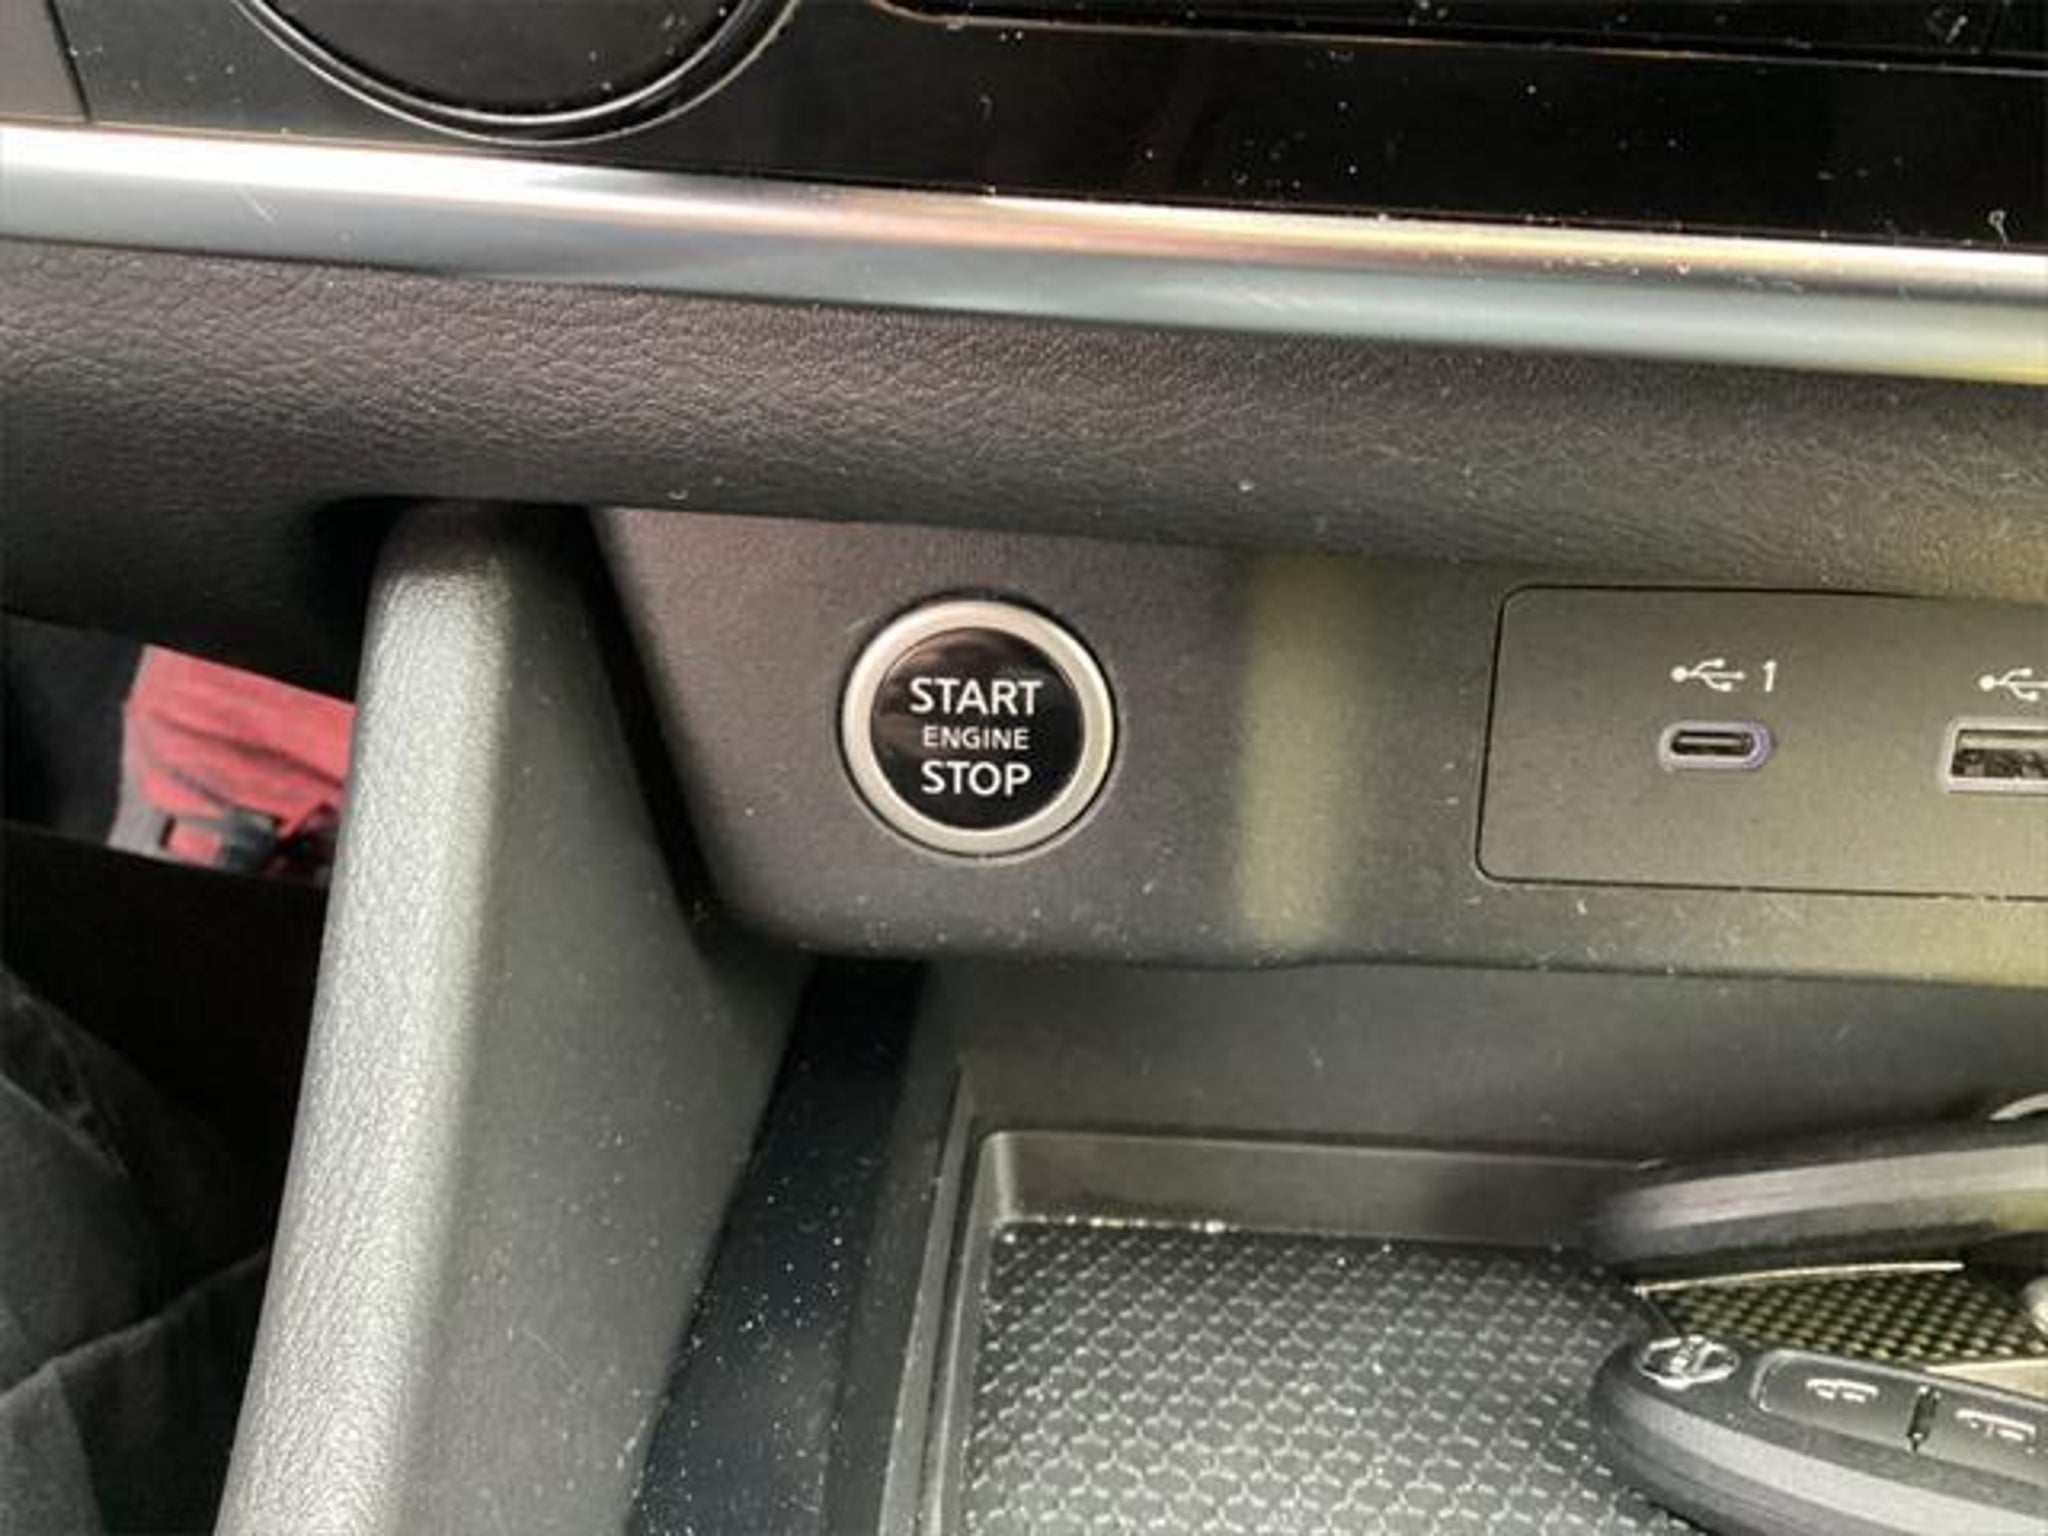 START
ENGINE
STOP
1